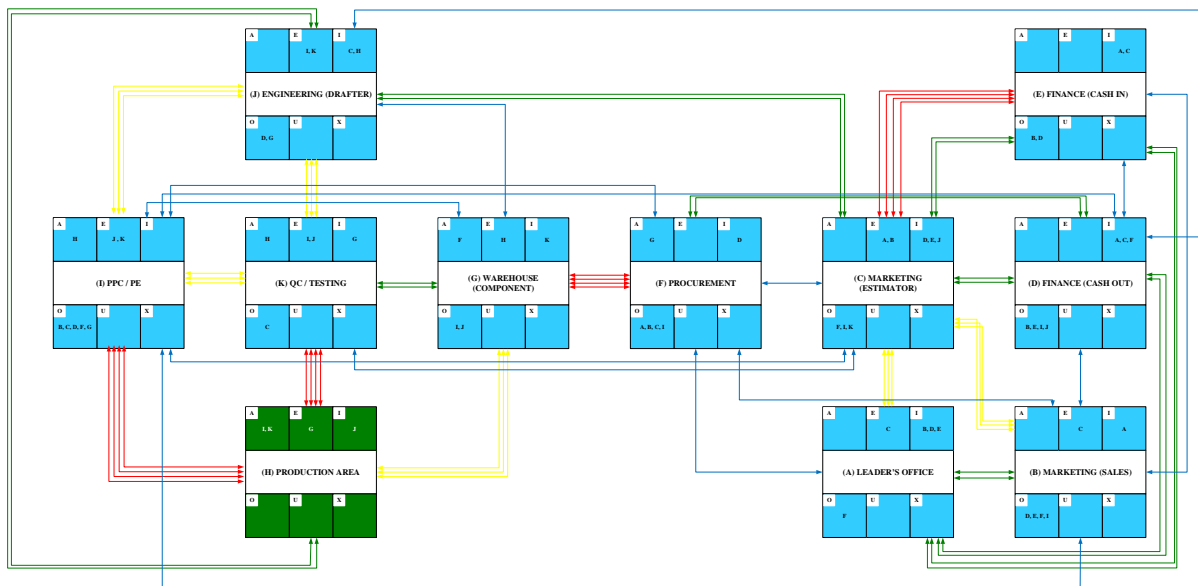 A E I
I, K C, H
(J) ENGINEERING (DRAFTER)
O U X
D, G
A E I
A, C
(E) FINANCE (CASH IN)
O U X
B, D
A E I
H J , K
(I) PPC / PE
O U X
B, C, D, F, G
A E I
H I, J G
(K) QC / TESTING
O U X
C
A E I
F H K
(G) WAREHOUSE
(COMPONENT)
O U X
I, J
A E I
G D
(F) PROCUREMENT
O U X
A, B, C, I
A E I
A, B D, E, J
(C) MARKETING
(ESTIMATOR)
O U X
F, I, K
A E I
A, C, F
(D) FINANCE (CASH OUT)
O U X
B, E, I, J
A E I
I, K G J
(H) PRODUCTION AREA
O U X
A E I
C B, D, E
(A) LEADER'S OFFICE
O U X
F
A E I
C A
(B) MARKETING (SALES)
O U X
D, E, F, I